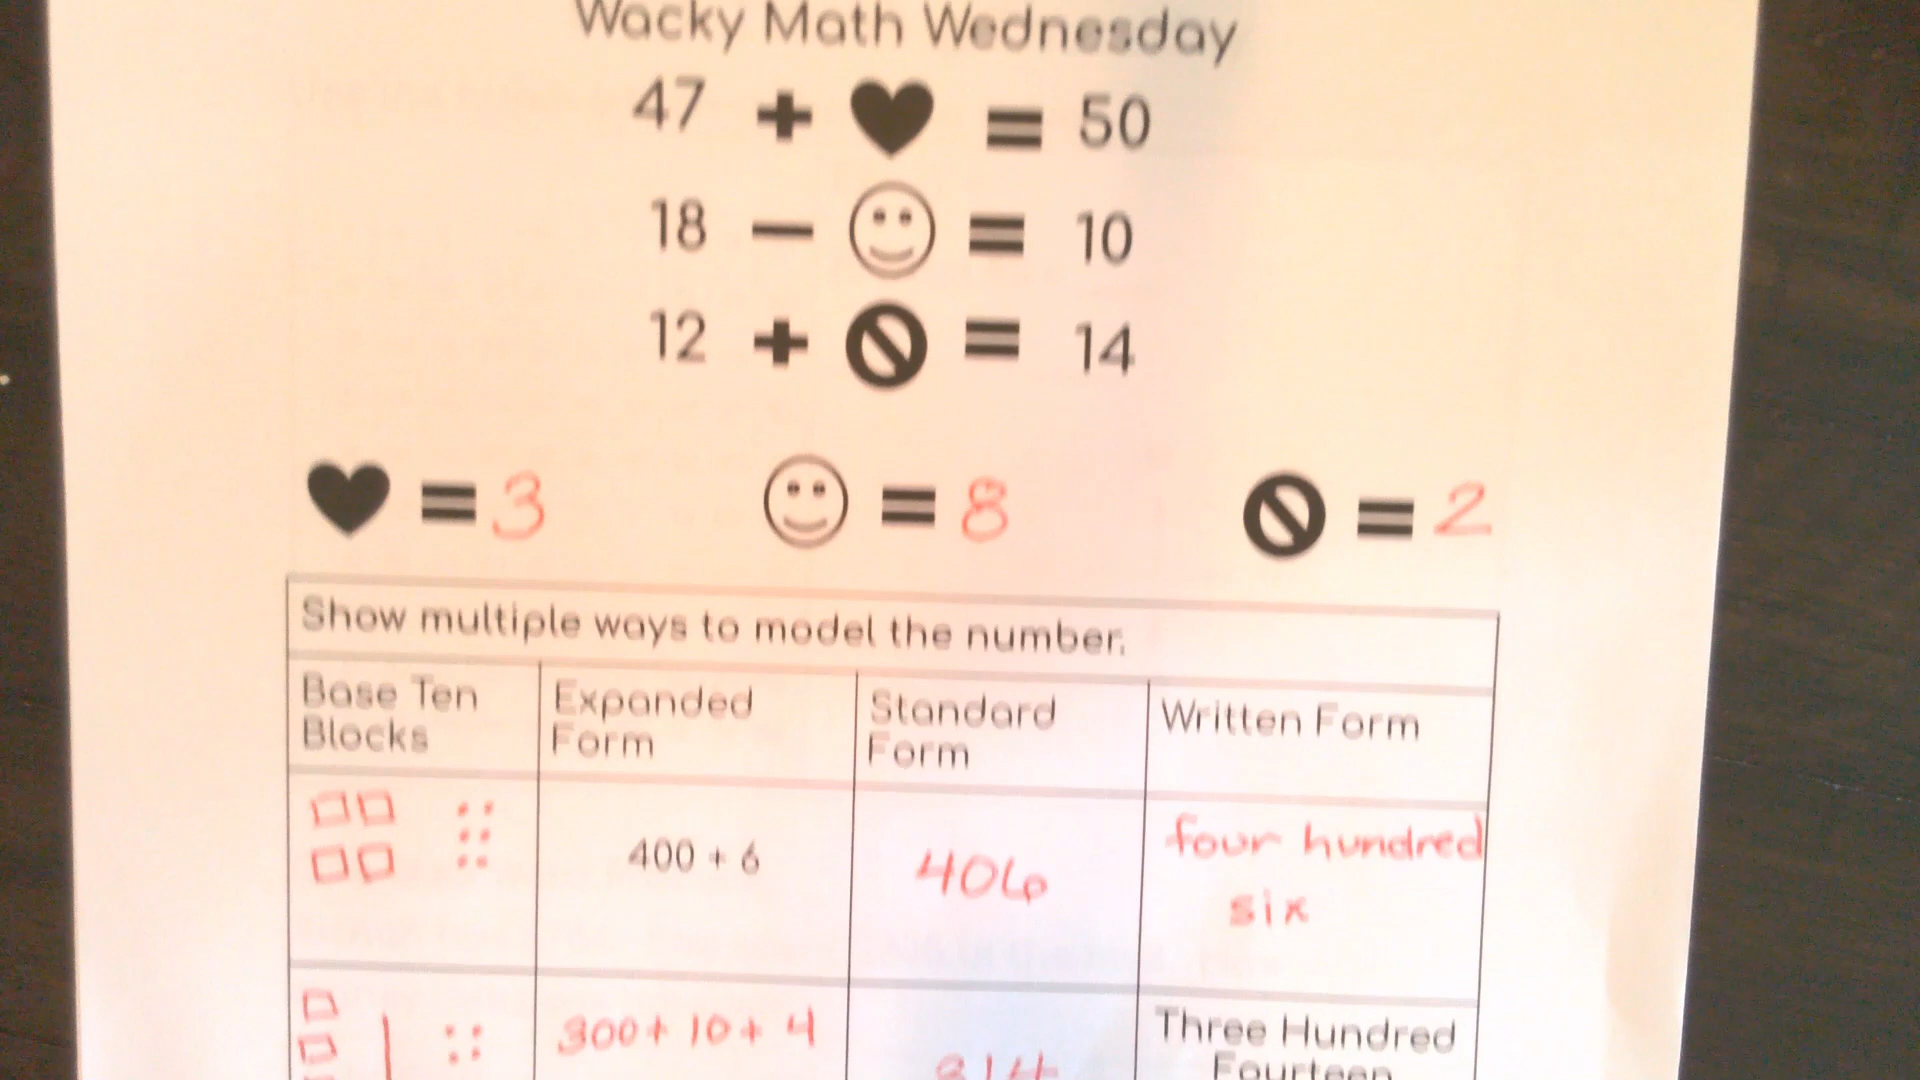 Wacky Math Wednesday
47 + ♥ = 50
18 − ☺ = 10
12 + 🚫 = 14
♥ = 3 ☺ = 8 🚫 = 2
Show multiple ways to model the number.
Base Ten Blocks
Expanded Form
Standard Form
Written Form
400 + 6
406
four hundred
six
300 + 10 + 4
314
Three Hundred
Fourteen